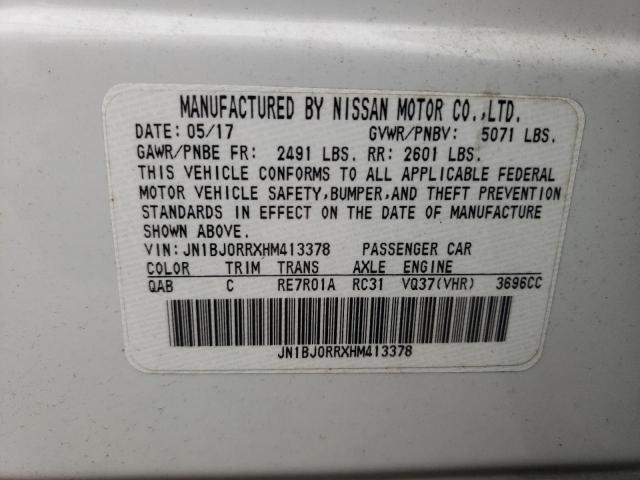 MANUFACTURED BY NISSAN MOTOR CO.,LTD.
DATE: 05/17 GVWR/PNBV: 5071 LBS.
GAWR/PNBE FR: 2491 LBS. RR: 2601 LBS.
THIS VEHICLE CONFORMS TO ALL APPLICABLE FEDERAL
MOTOR VEHICLE SAFETY,BUMPER,AND THEFT PREVENTION
STANDARDS IN EFFECT ON THE DATE OF MANUFACTURE
SHOWN ABOVE.
VIN: JN1BJ0RRXHM413378 PASSENGER CAR
COLOR TRIM TRANS AXLE ENGINE
QAB C RE7R01A RC31 VQ37(VHR) 3696CC
JN1BJ0RRXHM413378